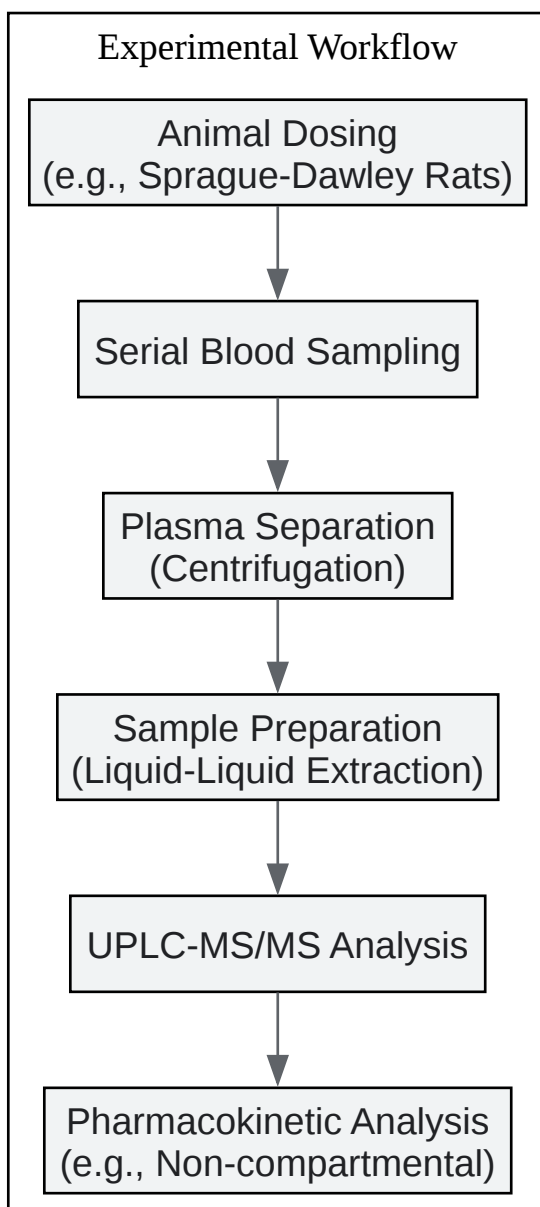 Experimental Workflow
Animal Dosing
(e.g., Sprague-Dawley Rats)
Serial Blood Sampling
Plasma Separation
(Centrifugation)
Sample Preparation
(Liquid-Liquid Extraction)
UPLC-MS/MS Analysis
Pharmacokinetic Analysis
(e.g., Non-compartmental)